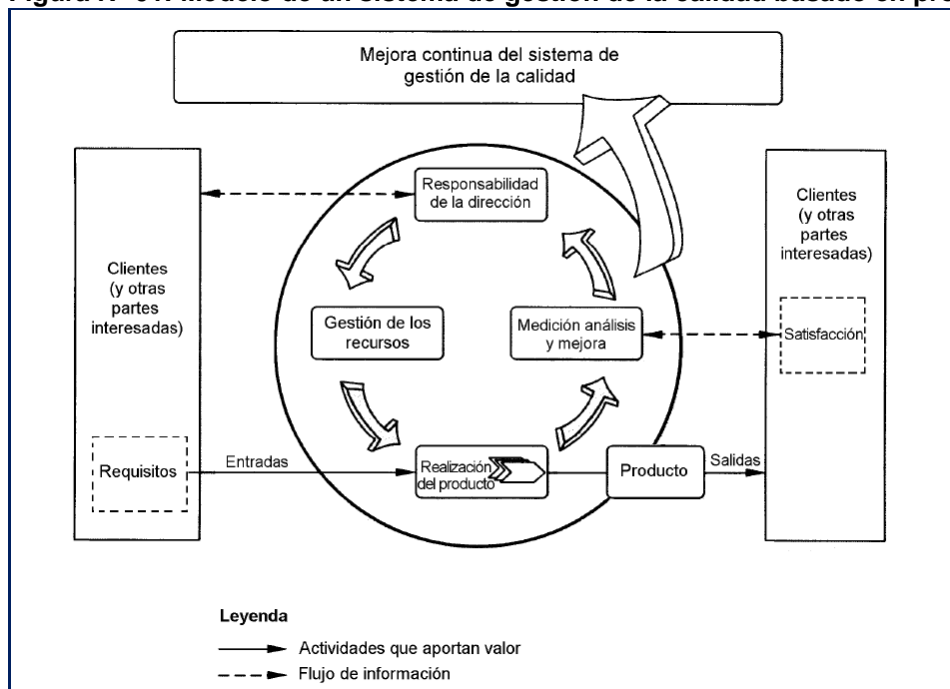 Mejora continua del sistema de
gestión de la calidad
Responsabilidad
de la dirección
Clientes
(y otras
partes
interesadas)
Clientes
(y otras
partes
interesadas)
Gestión de los
recursos
Medición análisis
y mejora
Satisfacción
Requisitos
Entradas
Realización
del producto
Producto
Salidas
Leyenda
Actividades que aportan valor
Flujo de información